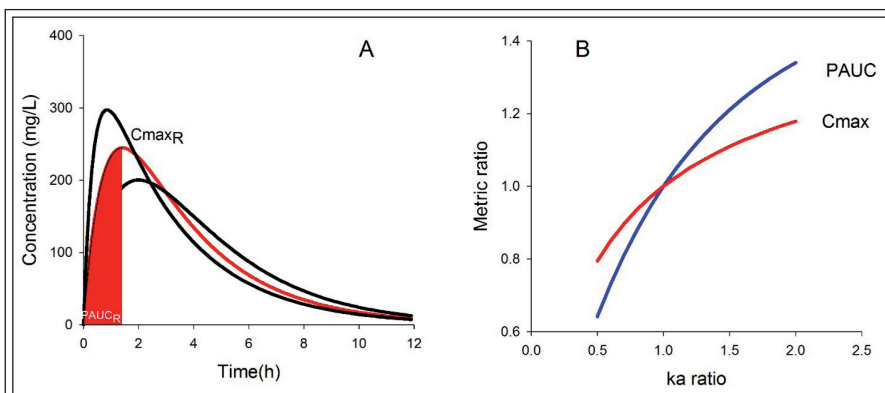 A
400
300
200
100
0
Concentration (mg/L)
CmaxR
PAUCR
0 2 4 6 8 10 12
Time(h)
B
1.4
1.2
1.0
0.8
0.6
Metric ratio
PAUC
Cmax
0.0 0.5 1.0 1.5 2.0 2.5
ka ratio